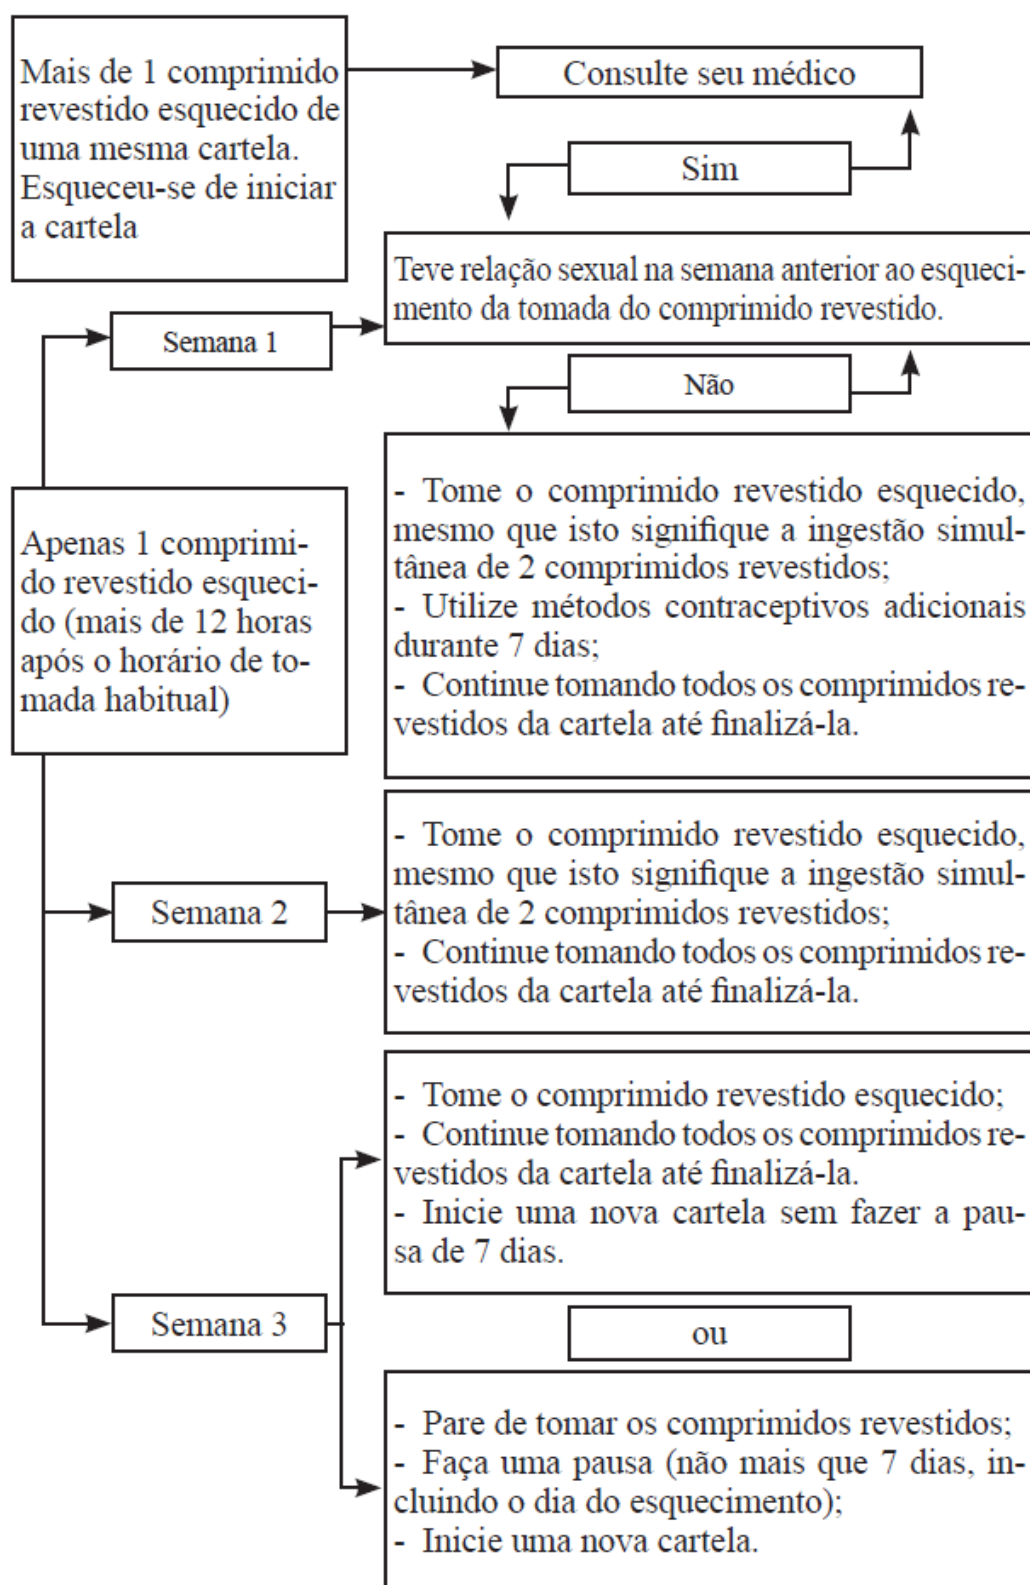 Mais de 1 comprimido
revestido esquecido de
uma mesma cartela.
Esqueceu-se de iniciar
a cartela
Consulte seu médico
Sim
Teve relação sexual na semana anterior ao esqueci-
mento da tomada do comprimido revestido.
Semana 1
Não
Apenas 1 comprimi-
do revestido esqueci-
do (mais de 12 horas
após o horário de to-
mada habitual)
- Tome o comprimido revestido esquecido,
mesmo que isto signifique a ingestão simul-
tânea de 2 comprimidos revestidos;
- Utilize métodos contraceptivos adicionais
durante 7 dias;
- Continue tomando todos os comprimidos re-
vestidos da cartela até finalizá-la.
Semana 2
- Tome o comprimido revestido esquecido,
mesmo que isto signifique a ingestão simul-
tânea de 2 comprimidos revestidos;
- Continue tomando todos os comprimidos re-
vestidos da cartela até finalizá-la.
Semana 3
- Tome o comprimido revestido esquecido;
- Continue tomando todos os comprimidos re-
vestidos da cartela até finalizá-la.
- Inicie uma nova cartela sem fazer a pau-
sa de 7 dias.
ou
- Pare de tomar os comprimidos revestidos;
- Faça uma pausa (não mais que 7 dias, in-
cluindo o dia do esquecimento);
- Inicie uma nova cartela.